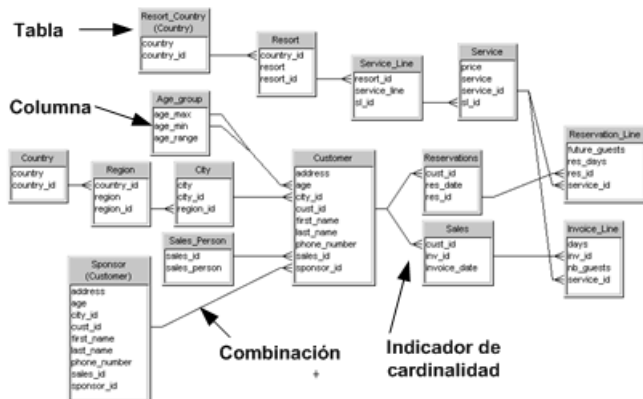 Tabla
Resort_Country
(Country)
country
country_id
Resort
country_id
resort
resort_id
Service_Line
resort_id
service_line
sl_id
Service
price
service
service_id
sl_id
Columna
Age_group
age_max
age_min
age_range
Country
country
country_id
Region
country_id
region
region_id
City
city
city_id
region_id
Customer
address
age
city_id
cust_id
first_name
last_name
phone_number
sales_id
sponsor_id
Reservations
cust_id
res_date
res_id
Reservation_Line
future_guests
res_days
res_id
service_id
Sales_Person
sales_id
sales_person
Sales
cust_id
inv_id
invoice_date
Invoice_Line
days
inv_id
nb_guests
service_id
Sponsor
(Customer)
address
age
city_id
cust_id
first_name
last_name
phone_number
sales_id
sponsor_id
Combinación
Indicador de
cardinalidad